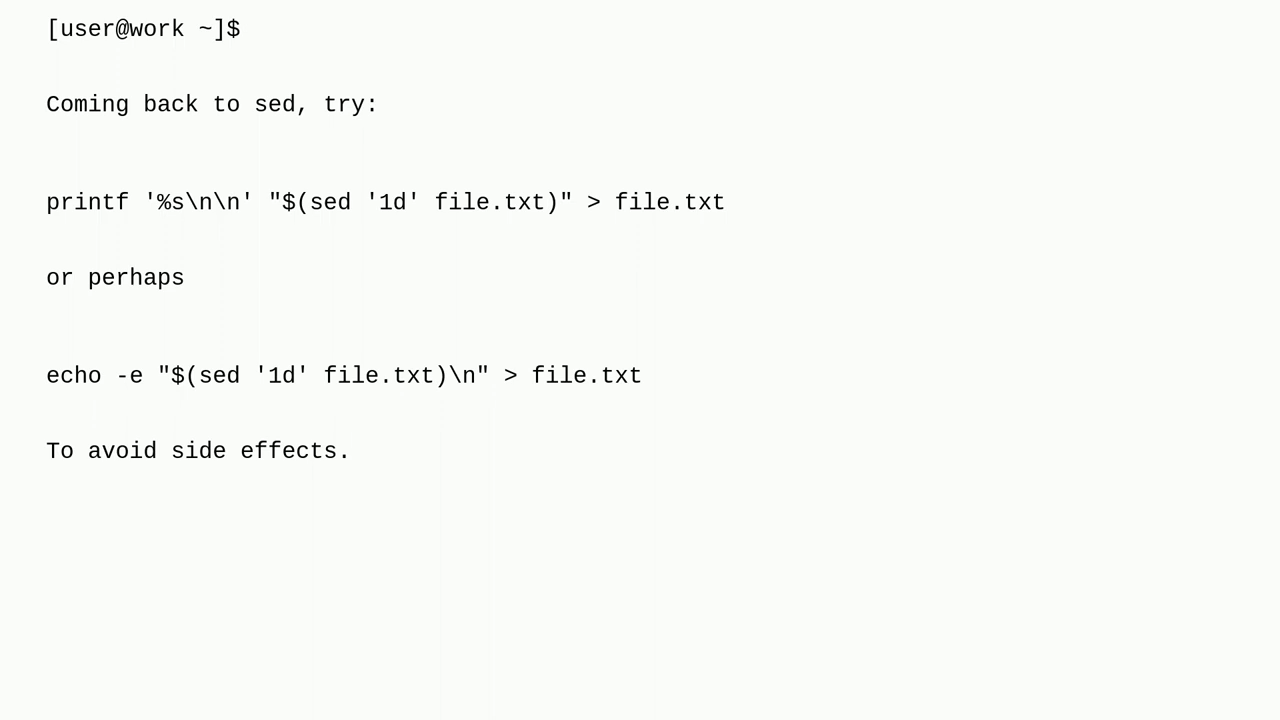 [user@work ~]$
Coming back to sed, try:
printf '%s\n\n' "$(sed '1d' file.txt)" > file.txt
or perhaps
echo -e "$(sed '1d' file.txt)\n" > file.txt
To avoid side effects.